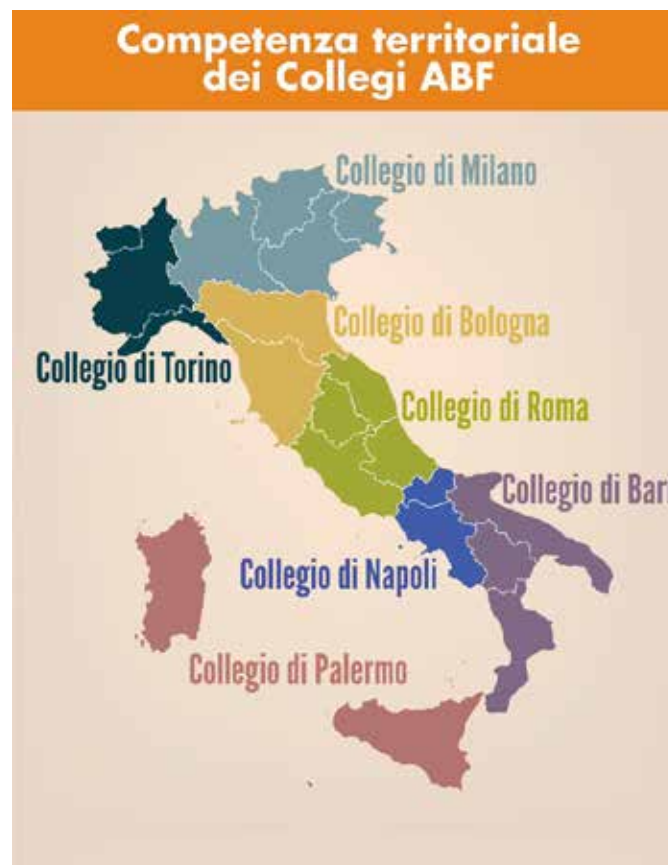 Competenza territoriale
dei Collegi ABF
Collegio di Milano
Collegio di Bologna
Collegio di Torino
Collegio di Roma
Collegio di Bar
Collegio di Napoli
Collegio di Palermo